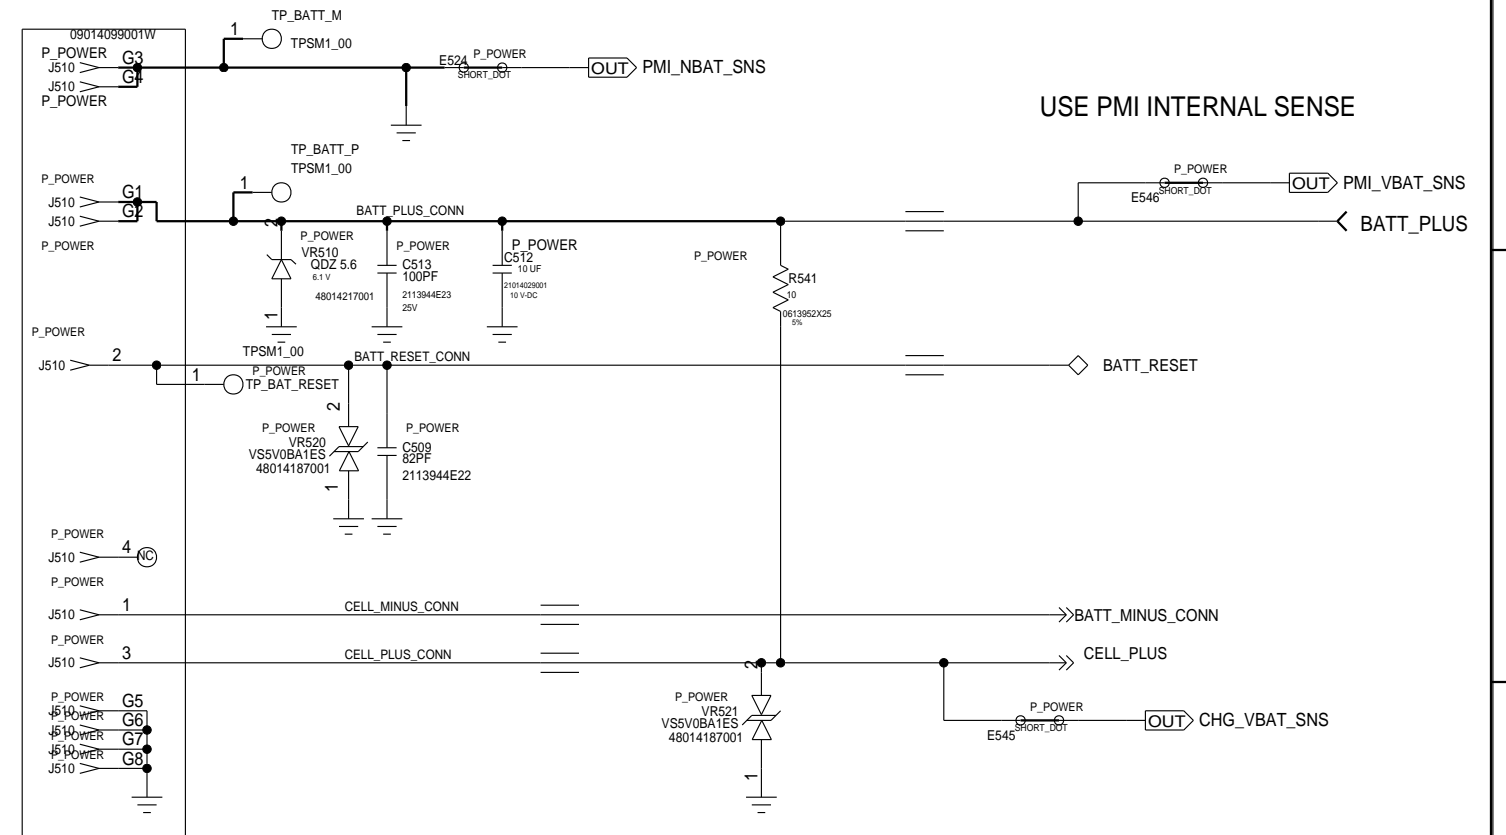 TP_BATT_M
1
TPSM1_00
09014099001W
P_POWER
G3
J510
G4
J510
P_POWER
E524
P_POWER
SHORT_DOT
OUT
PMI_NBAT_SNS
USE PMI INTERNAL SENSE
TP_BATT_P
TPSM1_00
1
P_POWER
G1
J510
G2
J510
P_POWER
BATT_PLUS_CONN
P_POWER
E546
SHORT_DOT
OUT
PMI_VBAT_SNS
BATT_PLUS
2
P_POWER
VR510
QDZ 5.6
6.1 V
48014217001
1
P_POWER
C513
100PF
2113944E23
25V
P_POWER
C512
10 UF
21014029001
10 V-DC
P_POWER
R541
10
0613952X25
5%
P_POWER
J510
2
TPSM1_00
1
P_POWER
TP_BAT_RESET
BATT_RESET_CONN
BATT_RESET
2
P_POWER
VR520
VS5V0BA1ES
48014187001
1
P_POWER
C509
82PF
2113944E22
P_POWER
J510
4
NC
P_POWER
J510
1
CELL_MINUS_CONN
BATT_MINUS_CONN
P_POWER
J510
3
CELL_PLUS_CONN
CELL_PLUS
2
P_POWER
VR521
VS5V0BA1ES
48014187001
1
P_POWER
E545
SHORT_DOT
OUT
CHG_VBAT_SNS
P_POWER
G5
J510
P_POWER
G6
J510
P_POWER
G7
J510
P_POWER
G8
J510